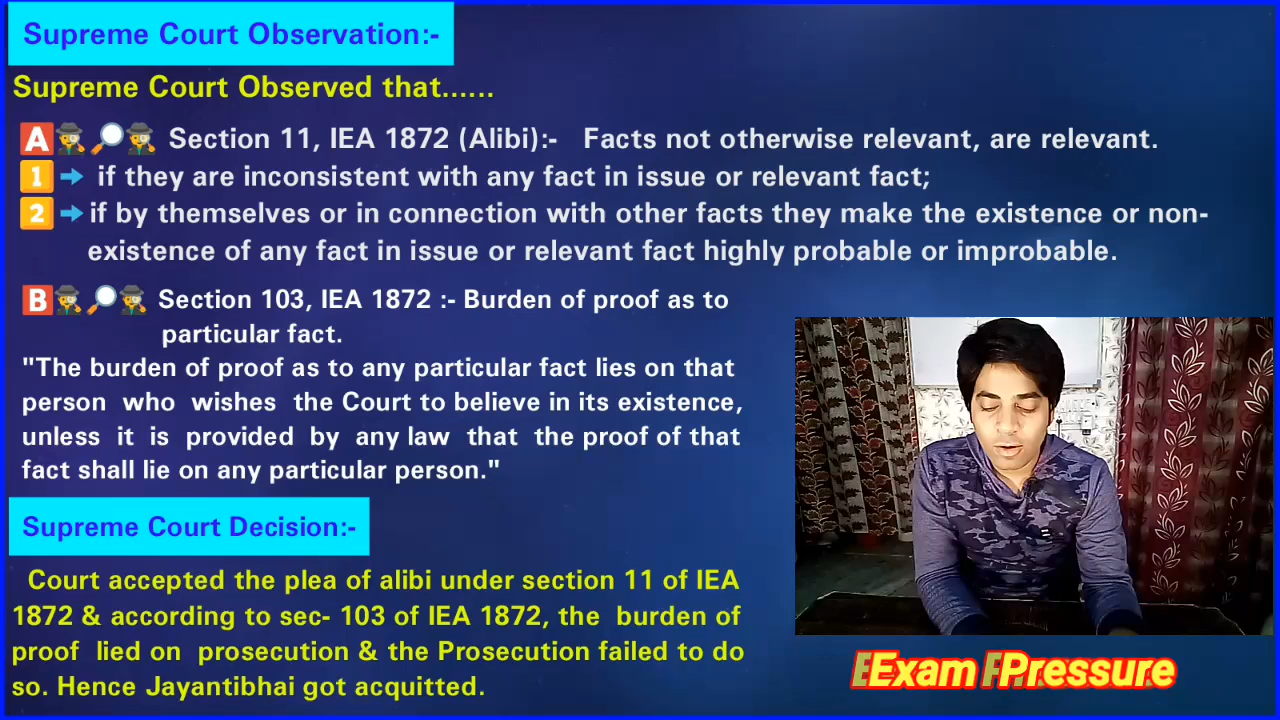 Supreme Court Observation:-
Supreme Court Observed that......
A Section 11, IEA 1872 (Alibi):- Facts not otherwise relevant, are relevant.
1 if they are inconsistent with any fact in issue or relevant fact;
2 if by themselves or in connection with other facts they make the existence or non-
existence of any fact in issue or relevant fact highly probable or improbable.
B Section 103, IEA 1872 :- Burden of proof as to
particular fact.
"The burden of proof as to any particular fact lies on that
person who wishes the Court to believe in its existence,
unless it is provided by any law that the proof of that
fact shall lie on any particular person."
Supreme Court Decision:-
Court accepted the plea of alibi under section 11 of IEA
1872 & according to sec- 103 of IEA 1872, the burden of
proof lied on prosecution & the Prosecution failed to do
so. Hence Jayantibhai got acquitted.
Exam Pressure